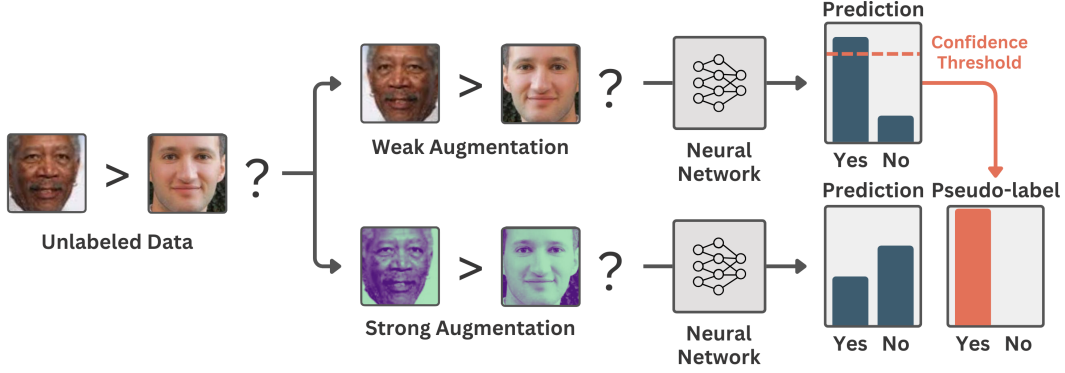 Prediction
Confidence
Threshold
> ?
Weak Augmentation
Neural
Network
Yes No
> ?
Unlabeled Data
Prediction
Pseudo-label
> ?
Strong Augmentation
Neural
Network
Yes No
Yes No